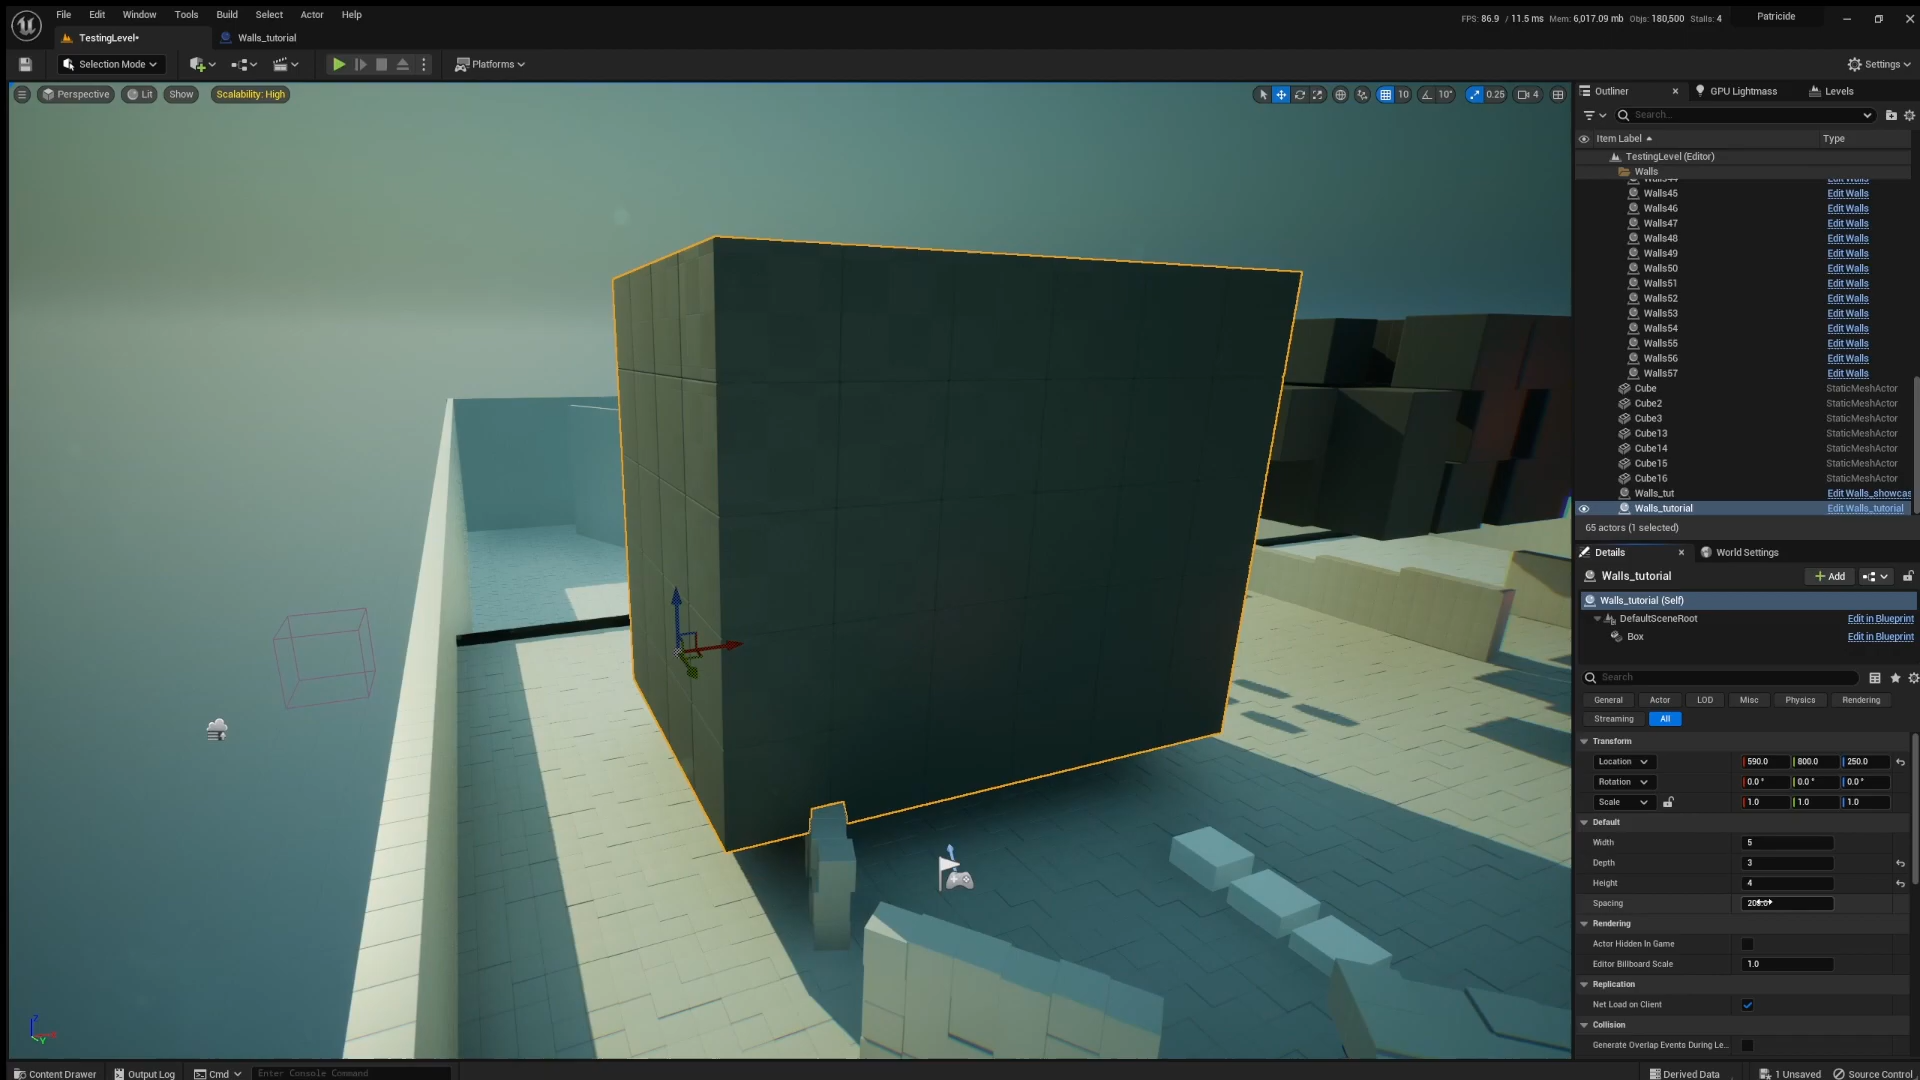 File Edit Window Tools Build Select Actor Help
FPS: 86.9 / 11.5 ms Mem: 6,017.09 mb Objs: 180,500 Stalls: 4
Patricide
TestingLevel•
Walls_tutorial
Selection Mode
Platforms
Settings
Perspective
Lit
Show
Scalability: High
10
10°
0.25
4
Outliner
GPU Lightmass
Levels
Search...
Item Label
Type
TestingLevel (Editor)
Walls
Walls44 Edit Walls
Walls45 Edit Walls
Walls46 Edit Walls
Walls47 Edit Walls
Walls48 Edit Walls
Walls49 Edit Walls
Walls50 Edit Walls
Walls51 Edit Walls
Walls52 Edit Walls
Walls53 Edit Walls
Walls54 Edit Walls
Walls55 Edit Walls
Walls56 Edit Walls
Walls57 Edit Walls
Cube StaticMeshActor
Cube2 StaticMeshActor
Cube3 StaticMeshActor
Cube13 StaticMeshActor
Cube14 StaticMeshActor
Cube15 StaticMeshActor
Cube16 StaticMeshActor
Walls_tut Edit Walls_showcas
Walls_tutorial Edit Walls_tutorial
65 actors (1 selected)
Details
World Settings
Walls_tutorial
Add
Walls_tutorial (Self)
DefaultSceneRoot Edit in Blueprint
Box Edit in Blueprint
Search
General Actor LOD Misc Physics Rendering
Streaming All
Transform
Location 590.0 800.0 250.0
Rotation 0.0° 0.0° 0.0°
Scale 1.0 1.0 1.0
Default
Width 5
Depth 3
Height 4
Spacing
Rendering
Actor Hidden In Game
Editor Billboard Scale 1.0
Replication
Net Load on Client
Collision
Generate Overlap Events During Le...
Z
Y
Content Drawer
Output Log
Cmd
Enter Console Command
Derived Data
1 Unsaved
Source Control